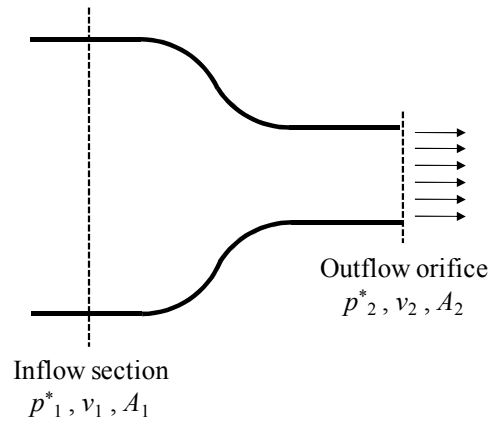 Outflow orifice
p*₂ , v₂ , A₂
Inflow section
p*₁ , v₁ , A₁